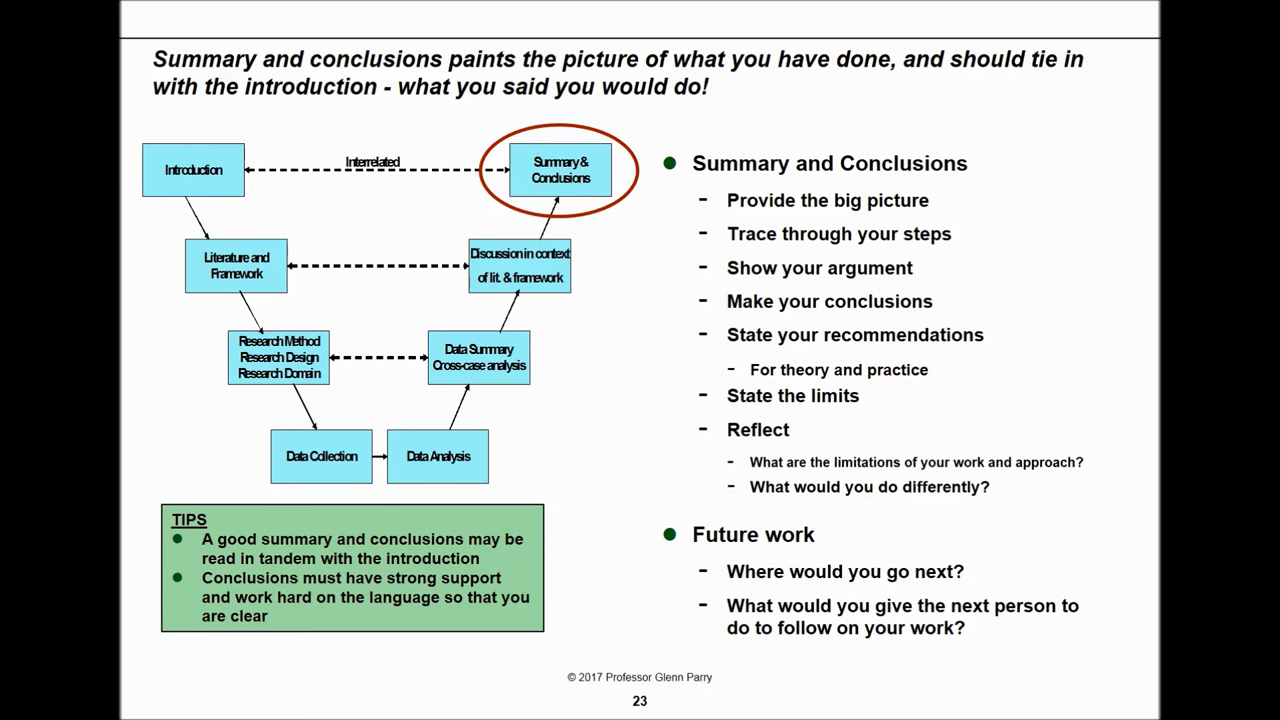 Summary and conclusions paints the picture of what you have done, and should tie in
with the introduction - what you said you would do!
Introduction
Interrelated
Summary &
Conclusions
Literature and
Framework
Discussion in context
of lit. & framework
Research Method
Research Design
Research Domain
Data Summary
Cross-case analysis
Data Collection
Data Analysis
TIPS
● A good summary and conclusions may be
read in tandem with the introduction
● Conclusions must have strong support
and work hard on the language so that you
are clear
● Summary and Conclusions
- Provide the big picture
- Trace through your steps
- Show your argument
- Make your conclusions
- State your recommendations
- For theory and practice
- State the limits
- Reflect
- What are the limitations of your work and approach?
- What would you do differently?
● Future work
- Where would you go next?
- What would you give the next person to
do to follow on your work?
© 2017 Professor Glenn Parry
23